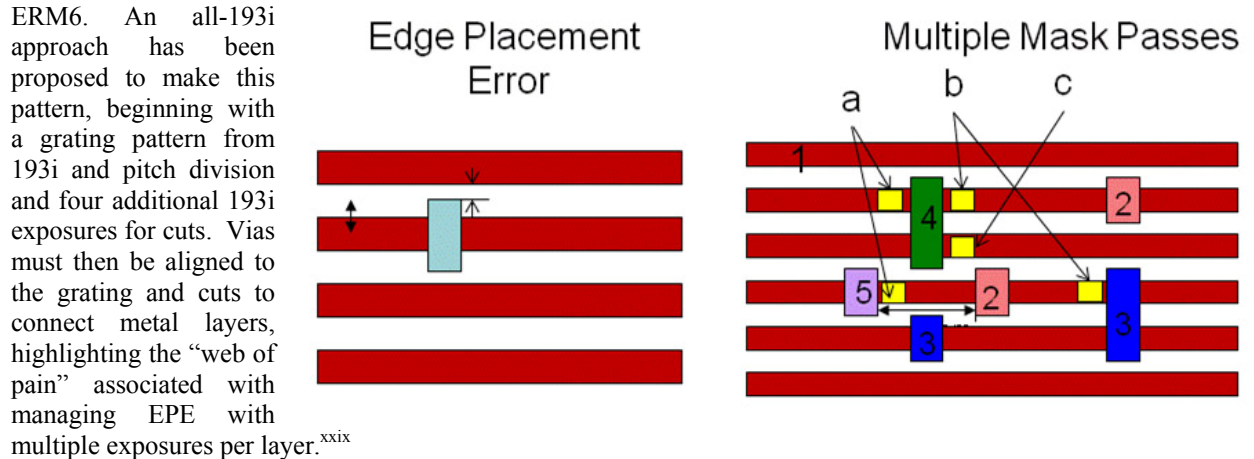 ERM6. An all-193i
approach has been
proposed to make this
pattern, beginning with
a grating pattern from
193i and pitch division
and four additional 193i
exposures for cuts. Vias
must then be aligned to
the grating and cuts to
connect metal layers,
highlighting the “web of
pain” associated with
managing EPE with
multiple exposures per layer.xxix
Edge Placement
Error
Multiple Mask Passes
a
b
c
1
4
2
5
2
3
3